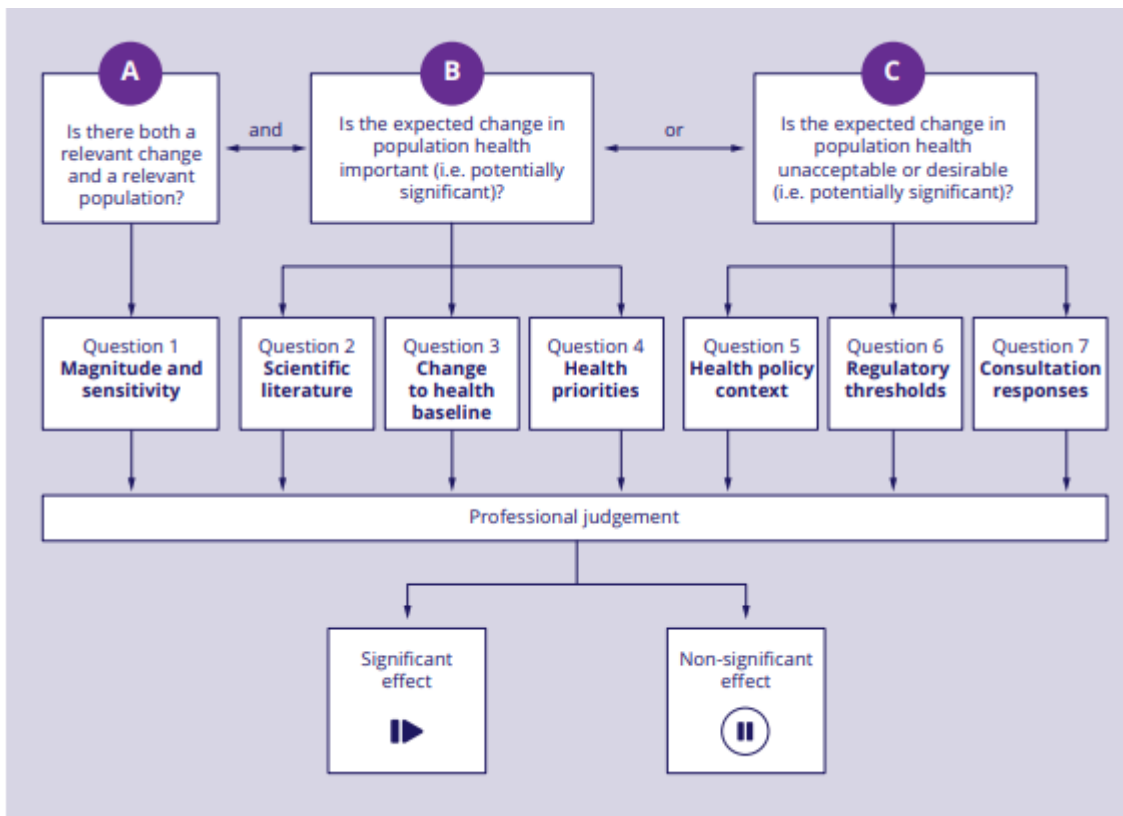 A
Is there both a
relevant change
and a relevant
population?
and
B
Is the expected change in
population health
important (i.e. potentially
significant)?
or
C
Is the expected change in
population health
unacceptable or desirable
(i.e. potentially significant)?
Question 1
Magnitude and
sensitivity
Question 2
Scientific
literature
Question 3
Change
to health
baseline
Question 4
Health
priorities
Question 5
Health policy
context
Question 6
Regulatory
thresholds
Question 7
Consultation
responses
Professional judgement
Significant
effect
Non-significant
effect